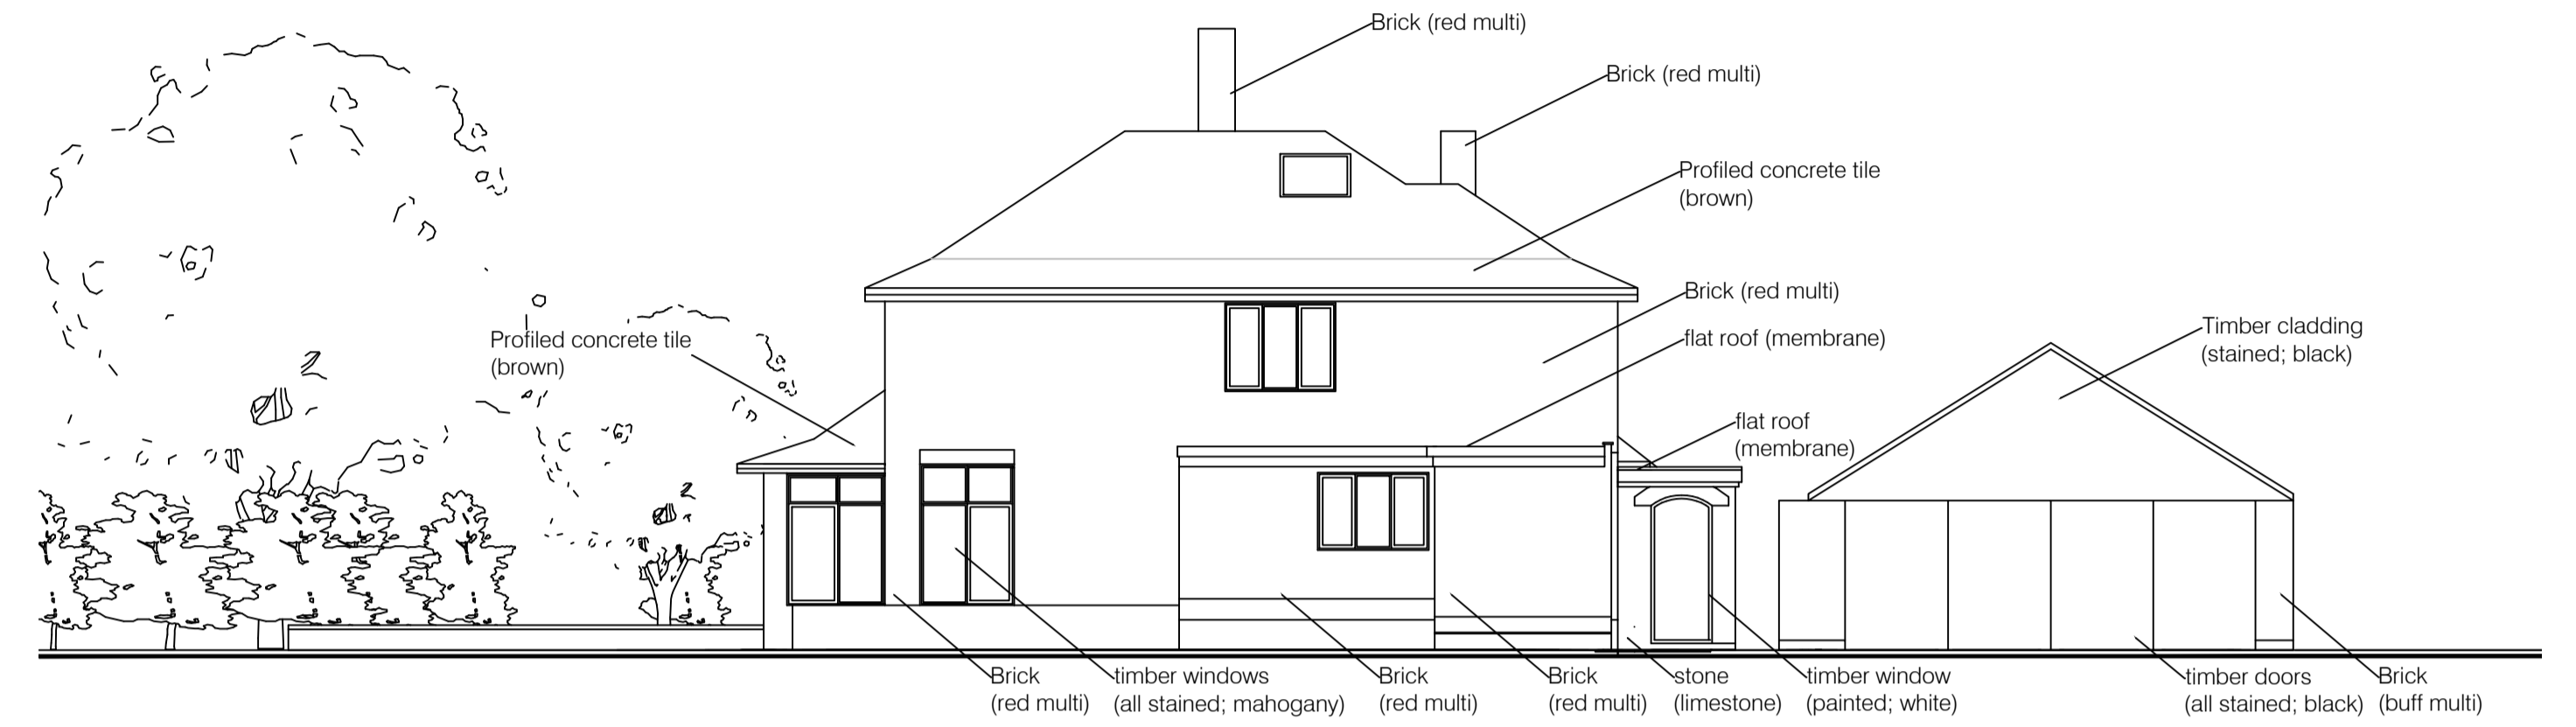 Brick (red multi)
Brick (red multi)
Profiled concrete tile
(brown)
Brick (red multi)
flat roof (membrane)
Profiled concrete tile
(brown)
Timber cladding
(stained; black)
flat roof
(membrane)
Brick
(red multi)
timber windows
(all stained; mahogany)
Brick
(red multi)
Brick
(red multi)
stone
(limestone)
timber window
(painted; white)
timber doors
(all stained; black)
Brick
(buff multi)